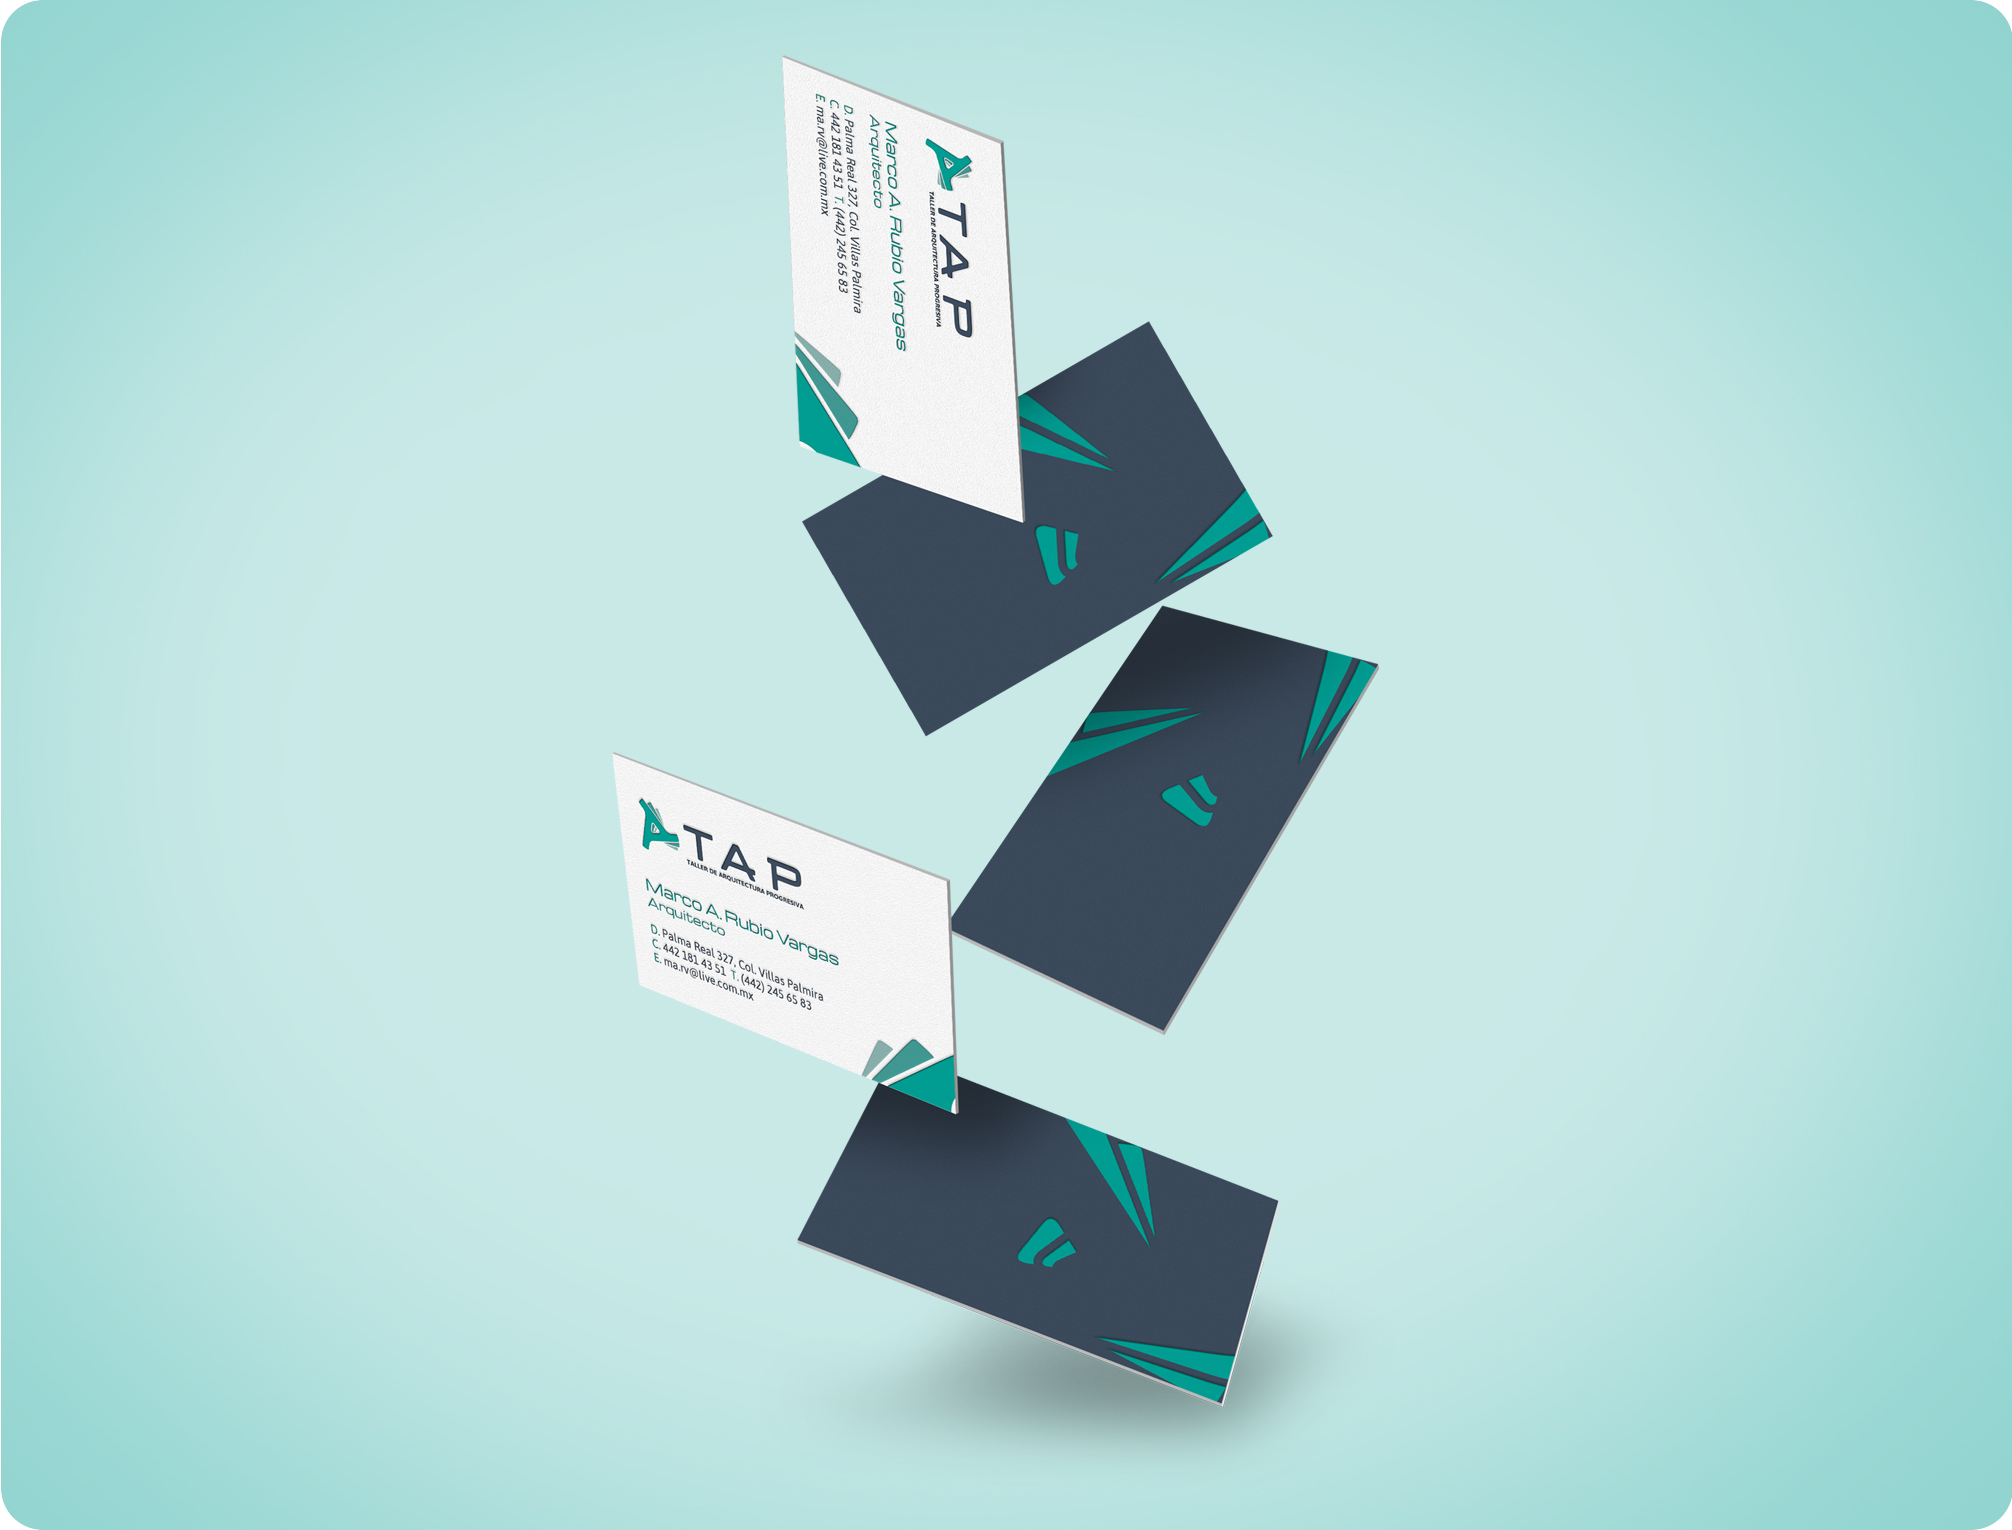 TAP
TALLER DE ARQUITECTURA PROGRESIVA
Marco A. Rubio Vargas
Arquitecto
D. Palma Real 327, Col. Villas Palmira
C. 442 181 43 51 T. (442) 245 65 83
E. ma.rv@live.com.mx
TAP
TALLER DE ARQUITECTURA PROGRESIVA
Marco A. Rubio Vargas
Arquitecto
D. Palma Real 327, Col. Villas Palmira
C. 442 181 43 51 T. (442) 245 65 83
E. ma.rv@live.com.mx